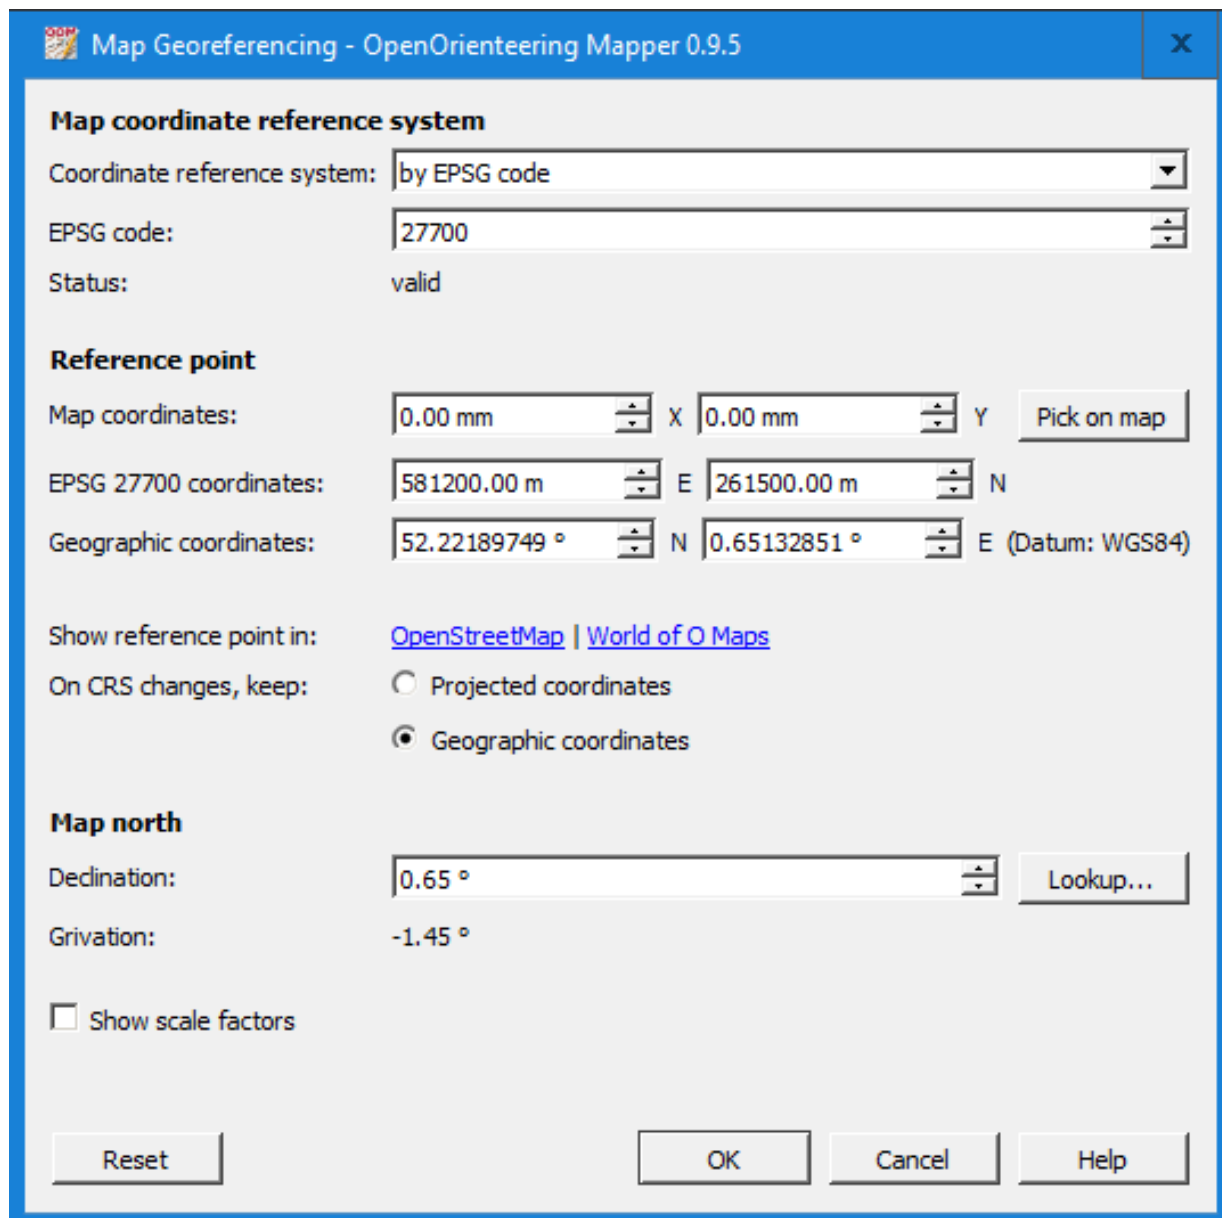 Map Georeferencing - OpenOrienteering Mapper 0.9.5
Map coordinate reference system
Coordinate reference system: by EPSG code
EPSG code: 27700
Status: valid
Reference point
Map coordinates: 0.00 mm X 0.00 mm Y Pick on map
EPSG 27700 coordinates: 581200.00 m E 261500.00 m N
Geographic coordinates: 52.22189749 ° N 0.65132851 ° E (Datum: WGS84)
Show reference point in: OpenStreetMap | World of O Maps
On CRS changes, keep: Projected coordinates
Geographic coordinates
Map north
Declination: 0.65 ° Lookup...
Grivation: -1.45 °
Show scale factors
Reset OK Cancel Help